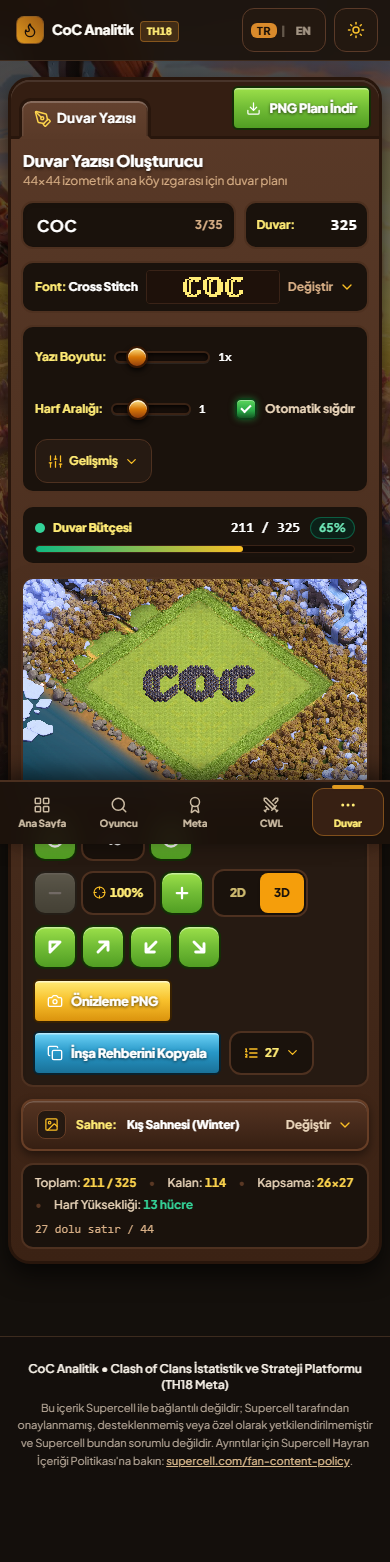 CoC Analitik TH18 TR | EN
Duvar Yazısı
PNG Planı İndir
Duvar Yazısı Oluşturucu
44×44 izometrik ana köy ızgarası için duvar planı
COC 3/35 Duvar: 325
Font: Cross Stitch COC Değiştir
Yazı Boyutu: 1x
Harf Aralığı: 1 Otomatik sığdır
Gelişmiş
Duvar Bütçesi 211 / 325 65%
COC
Ana Sayfa Oyuncu Meta CWL Duvar
100% 2D 3D
Önizleme PNG
İnşa Rehberini Kopyala 27
Sahne: Kış Sahnesi (Winter) Değiştir
Toplam: 211 / 325 • Kalan: 114 • Kapsama: 26×27
• Harf Yüksekliği: 13 hücre
27 dolu satır / 44
CoC Analitik • Clash of Clans İstatistik ve Strateji Platformu
(TH18 Meta)
Bu içerik Supercell ile bağlantılı değildir; Supercell tarafından
onaylanmamış, desteklenmemiş veya özel olarak yetkilendirilmemiştir
ve Supercell bundan sorumlu değildir. Ayrıntılar için Supercell Hayran
İçeriği Politikası'na bakın: supercell.com/fan-content-policy.